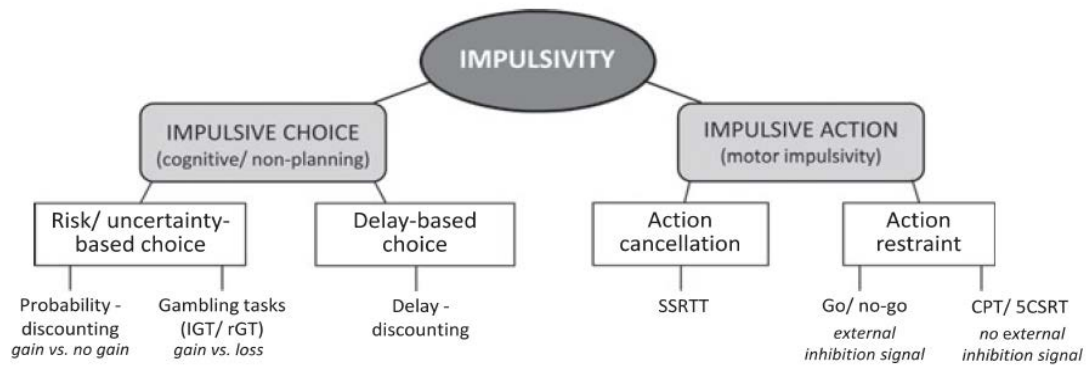 IMPULSIVITY
IMPULSIVE CHOICE
(cognitive/ non-planning)
IMPULSIVE ACTION
(motor impulsivity)
Risk/ uncertainty-
based choice
Delay-based
choice
Action
cancellation
Action
restraint
Probability -
discounting
gain vs. no gain
Gambling tasks
(IGT/ rGT)
gain vs. loss
Delay -
discounting
SSRTT
Go/ no-go
external
inhibition signal
CPT/ 5CSRT
no external
inhibition signal